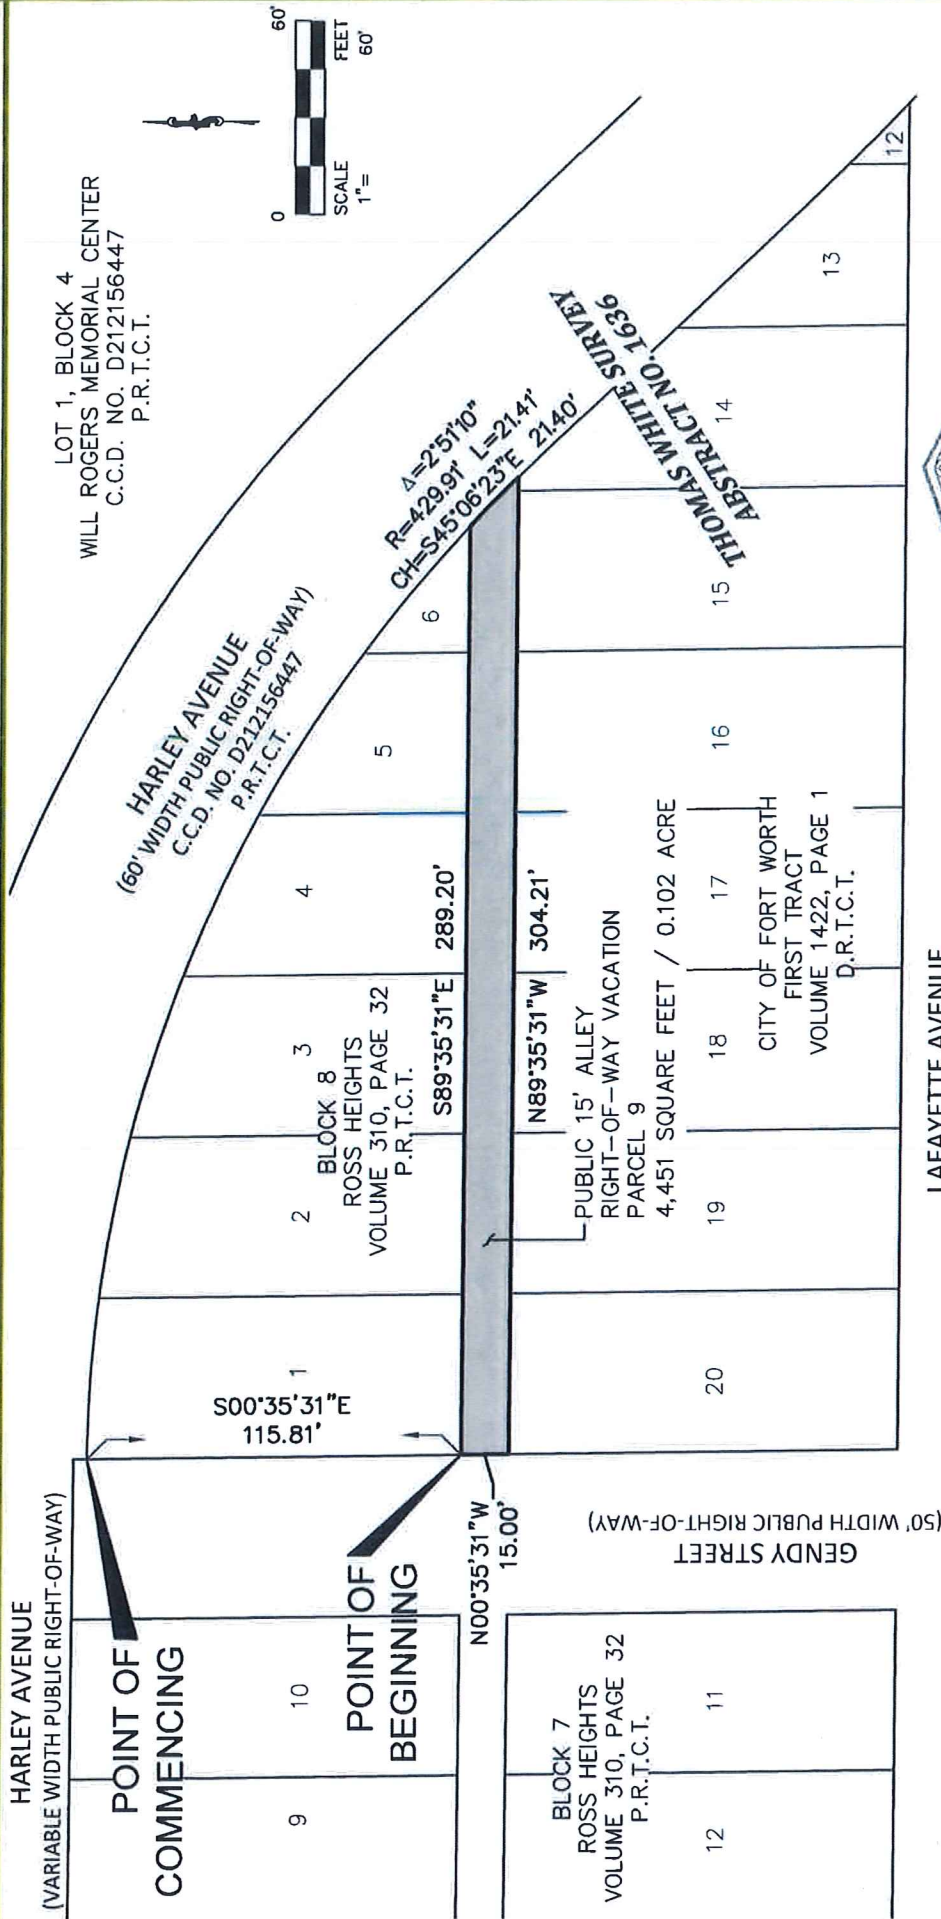 HARLEY AVENUE
(VARIABLE WIDTH PUBLIC RIGHT-OF-WAY)
POINT OF
COMMENCING
9
10
POINT OF
BEGINNING
N00°35'31"W
15.00'
BLOCK 7
ROSS HEIGHTS
VOLUME 310, PAGE 32
P.R.T.C.T.
12
11
GENDY STREET
(50' WIDTH PUBLIC RIGHT-OF-WAY)
S00°35'31"E
115.81'
1
2
3
4
5
6
BLOCK 8
ROSS HEIGHTS
VOLUME 310, PAGE 32
P.R.T.C.T.
S89°35'31"E 289.20'
N89°35'31"W 304.21'
PUBLIC 15' ALLEY
RIGHT-OF-WAY VACATION
PARCEL 9
4,451 SQUARE FEET / 0.102 ACRE
20
19
18
17
16
15
14
13
12
CITY OF FORT WORTH
FIRST TRACT
VOLUME 1422, PAGE 1
D.R.T.C.T.
LAFAYETTE AVENUE
HARLEY AVENUE
(60' WIDTH PUBLIC RIGHT-OF-WAY)
C.C.D. NO. D212156447
P.R.T.C.T.
Δ=2°51'10"
R=429.91' L=21.41'
CH=S45°06'23"E 21.40'
THOMAS WHITE SURVEY
ABSTRACT NO. 1636
LOT 1, BLOCK 4
WILL ROGERS MEMORIAL CENTER
C.C.D. NO. D212156447
P.R.T.C.T.
0 60'
SCALE FEET
1"= 60'